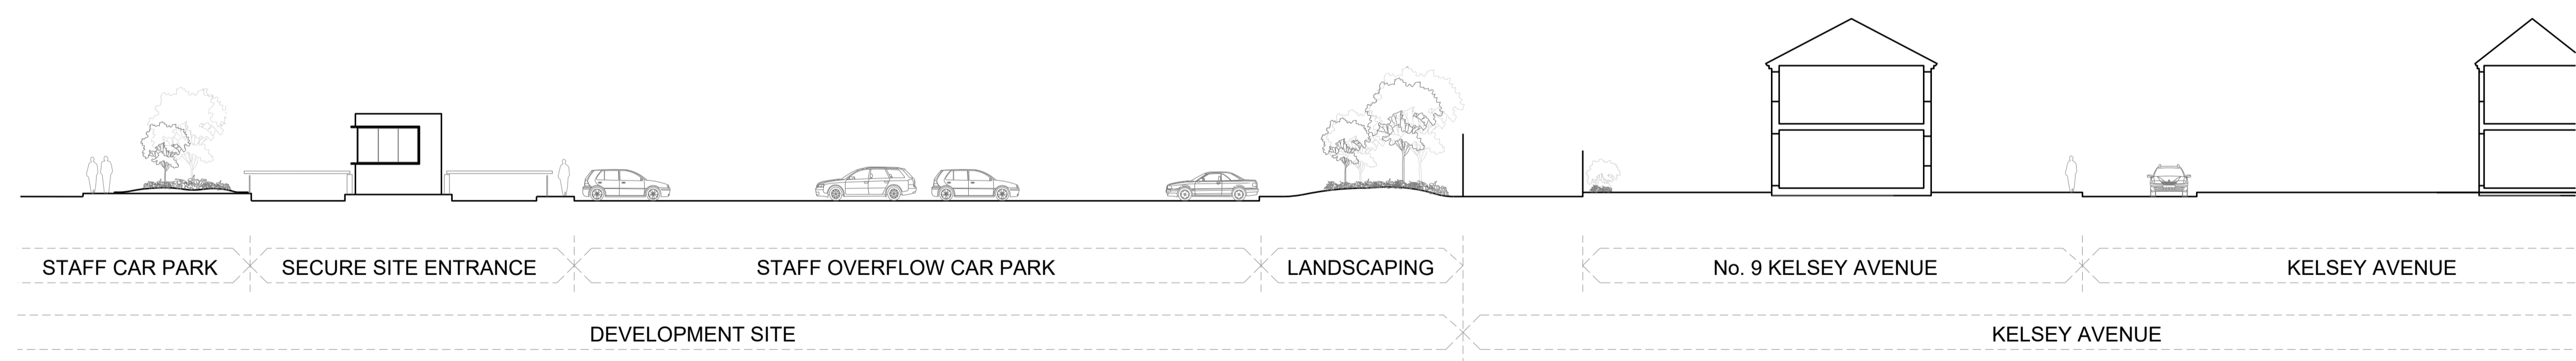 STAFF CAR PARK
SECURE SITE ENTRANCE
STAFF OVERFLOW CAR PARK
LANDSCAPING
No. 9 KELSEY AVENUE
KELSEY AVENUE
DEVELOPMENT SITE
KELSEY AVENUE